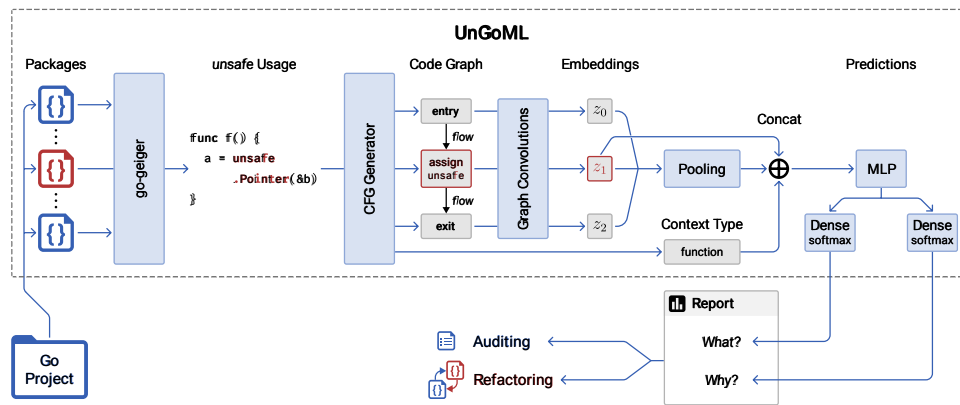 UnGoML
Packages
unsafe Usage
Code Graph
Embeddings
Predictions
{}
{}
{}
go-geiger
func f() {
a = unsafe
.Pointer(&b)
}
CFG Generator
entry
flow
assign
unsafe
flow
exit
Graph Convolutions
z0
z1
z2
Pooling
Concat
Context Type
function
MLP
Dense
softmax
Dense
softmax
Go
Project
Report
What?
Why?
Auditing
{}
{}
Refactoring